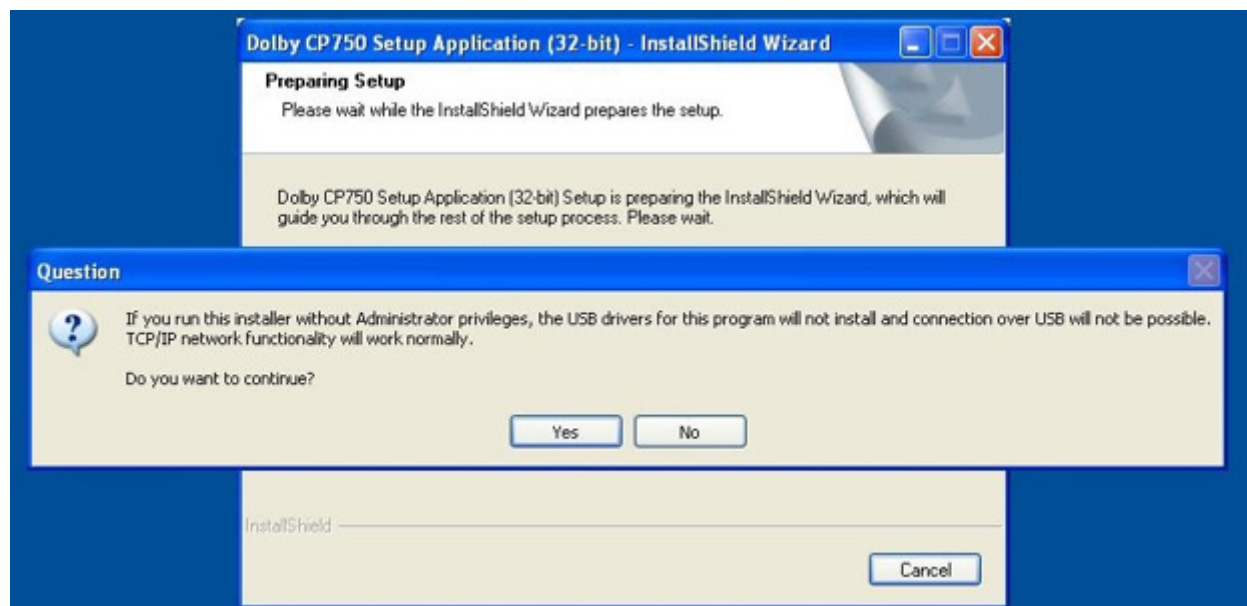 Dolby CP750 Setup Application (32-bit) - InstallShield Wizard
Preparing Setup
Please wait while the InstallShield Wizard prepares the setup.
Dolby CP750 Setup Application (32-bit) Setup is preparing the InstallShield Wizard, which will
guide you through the rest of the setup process. Please wait.
Question
If you run this installer without Administrator privileges, the USB drivers for this program will not install and connection over USB will not be possible.
TCP/IP network functionality will work normally.
Do you want to continue?
Yes No
InstallShield
Cancel